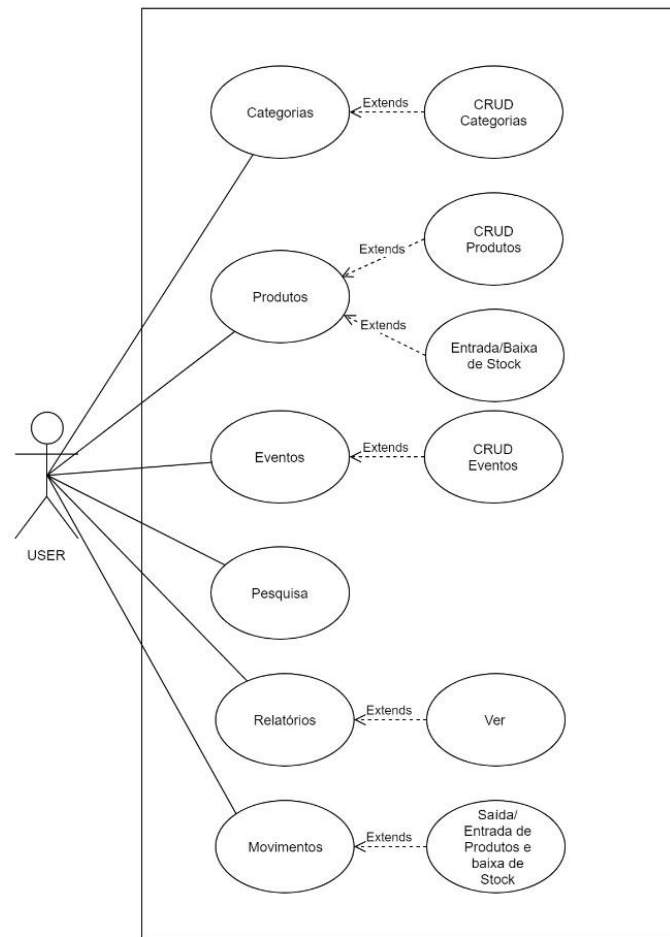 Categorias
Extends
CRUD
Categorias
Extends
CRUD
Produtos
Produtos
Extends
Entrada/Baixa
de Stock
Eventos
Extends
CRUD
Eventos
USER
Pesquisa
Relatórios
Extends
Ver
Movimentos
Extends
Saída/
Entrada de
Produtos e
baixa de
Stock